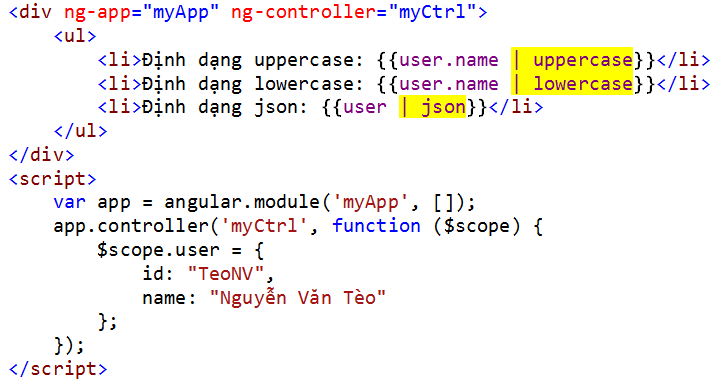 <div ng-app="myApp" ng-controller="myCtrl">
    <ul>
        <li>Định dạng uppercase: {{user.name | uppercase}}</li>
        <li>Định dạng lowercase: {{user.name | lowercase}}</li>
        <li>Định dạng json: {{user | json}}</li>
    </ul>
</div>
<script>
    var app = angular.module('myApp', []);
    app.controller('myCtrl', function ($scope) {
        $scope.user = {
            id: "TeoNV",
            name: "Nguyễn Văn Tèo"
        };
    });
</script>